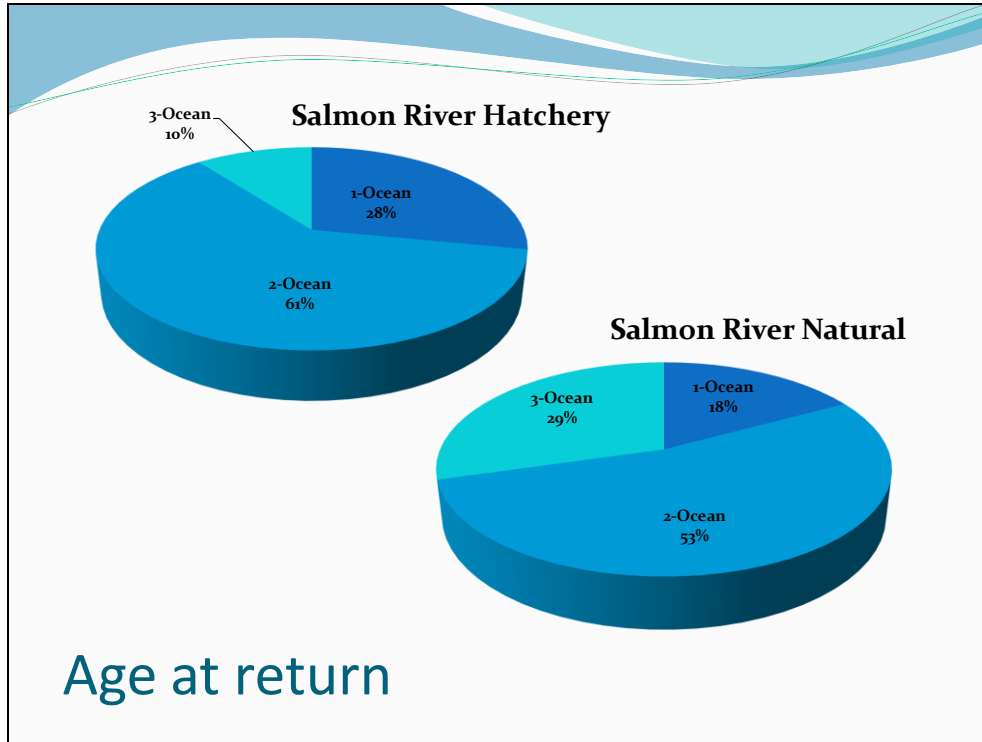 Salmon River Hatchery
3-Ocean
10%
1-Ocean
28%
2-Ocean
61%
Salmon River Natural
1-Ocean
18%
3-Ocean
29%
2-Ocean
53%
Age at return